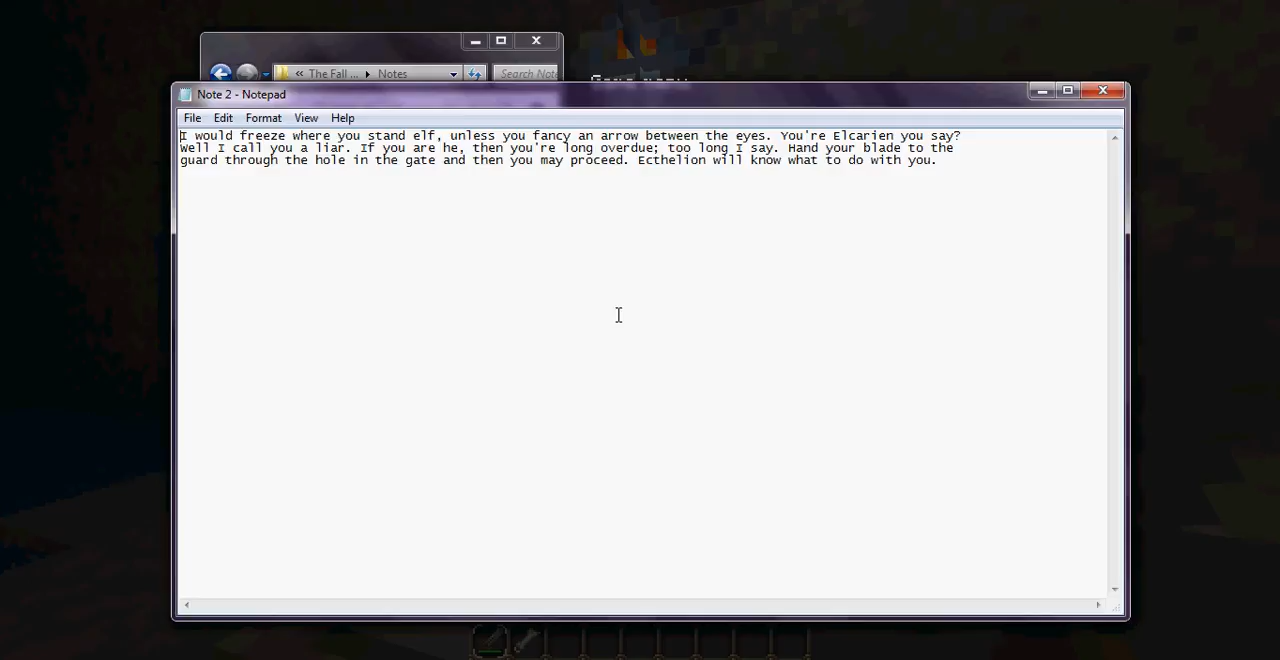 « The Fall ... ▸ Notes
Search Note
Note 2 - Notepad
File Edit Format View Help
I would freeze where you stand elf, unless you fancy an arrow between the eyes. You're Elcarien you say?
Well I call you a liar. If you are he, then you're long overdue; too long I say. Hand your blade to the
guard through the hole in the gate and then you may proceed. Ecthelion will know what to do with you.